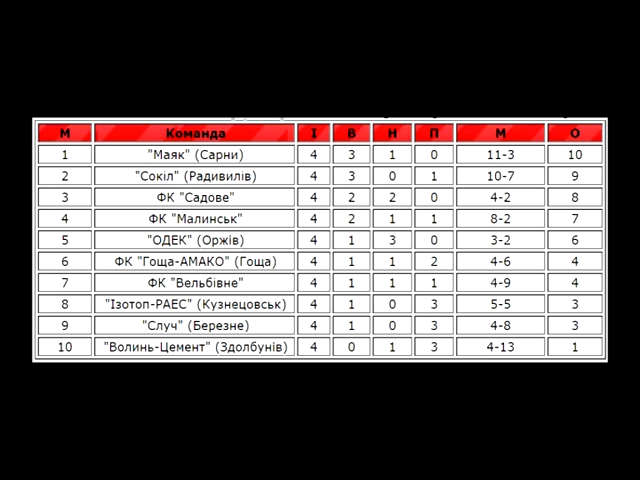 М Команда І В Н П М О
1 "Маяк" (Сарни) 4 3 1 0 11-3 10
2 "Сокіл" (Радивилів) 4 3 0 1 10-7 9
3 ФК "Садове" 4 2 2 0 4-2 8
4 ФК "Малинськ" 4 2 1 1 8-2 7
5 "ОДЕК" (Оржів) 4 1 3 0 3-2 6
6 ФК "Гоща-АМАКО" (Гоща) 4 1 1 2 4-6 4
7 ФК "Вельбівне" 4 1 1 1 4-9 4
8 "Ізотоп-РАЕС" (Кузнецовськ) 4 1 0 3 5-5 3
9 "Случ" (Березне) 4 1 0 3 4-8 3
10 "Волинь-Цемент" (Здолбунів) 4 0 1 3 4-13 1